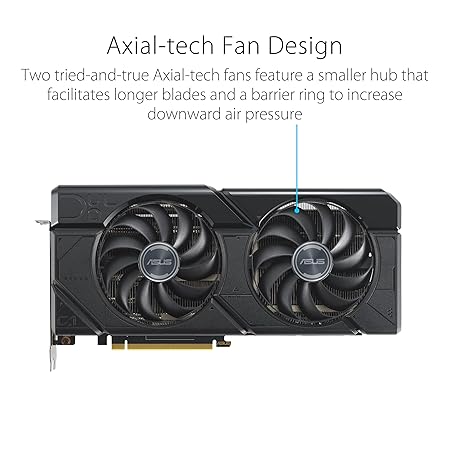 Axial-tech Fan Design
Two tried-and-true Axial-tech fans feature a smaller hub that
facilitates longer blades and a barrier ring to increase
downward air pressure
ASUS
ASUS